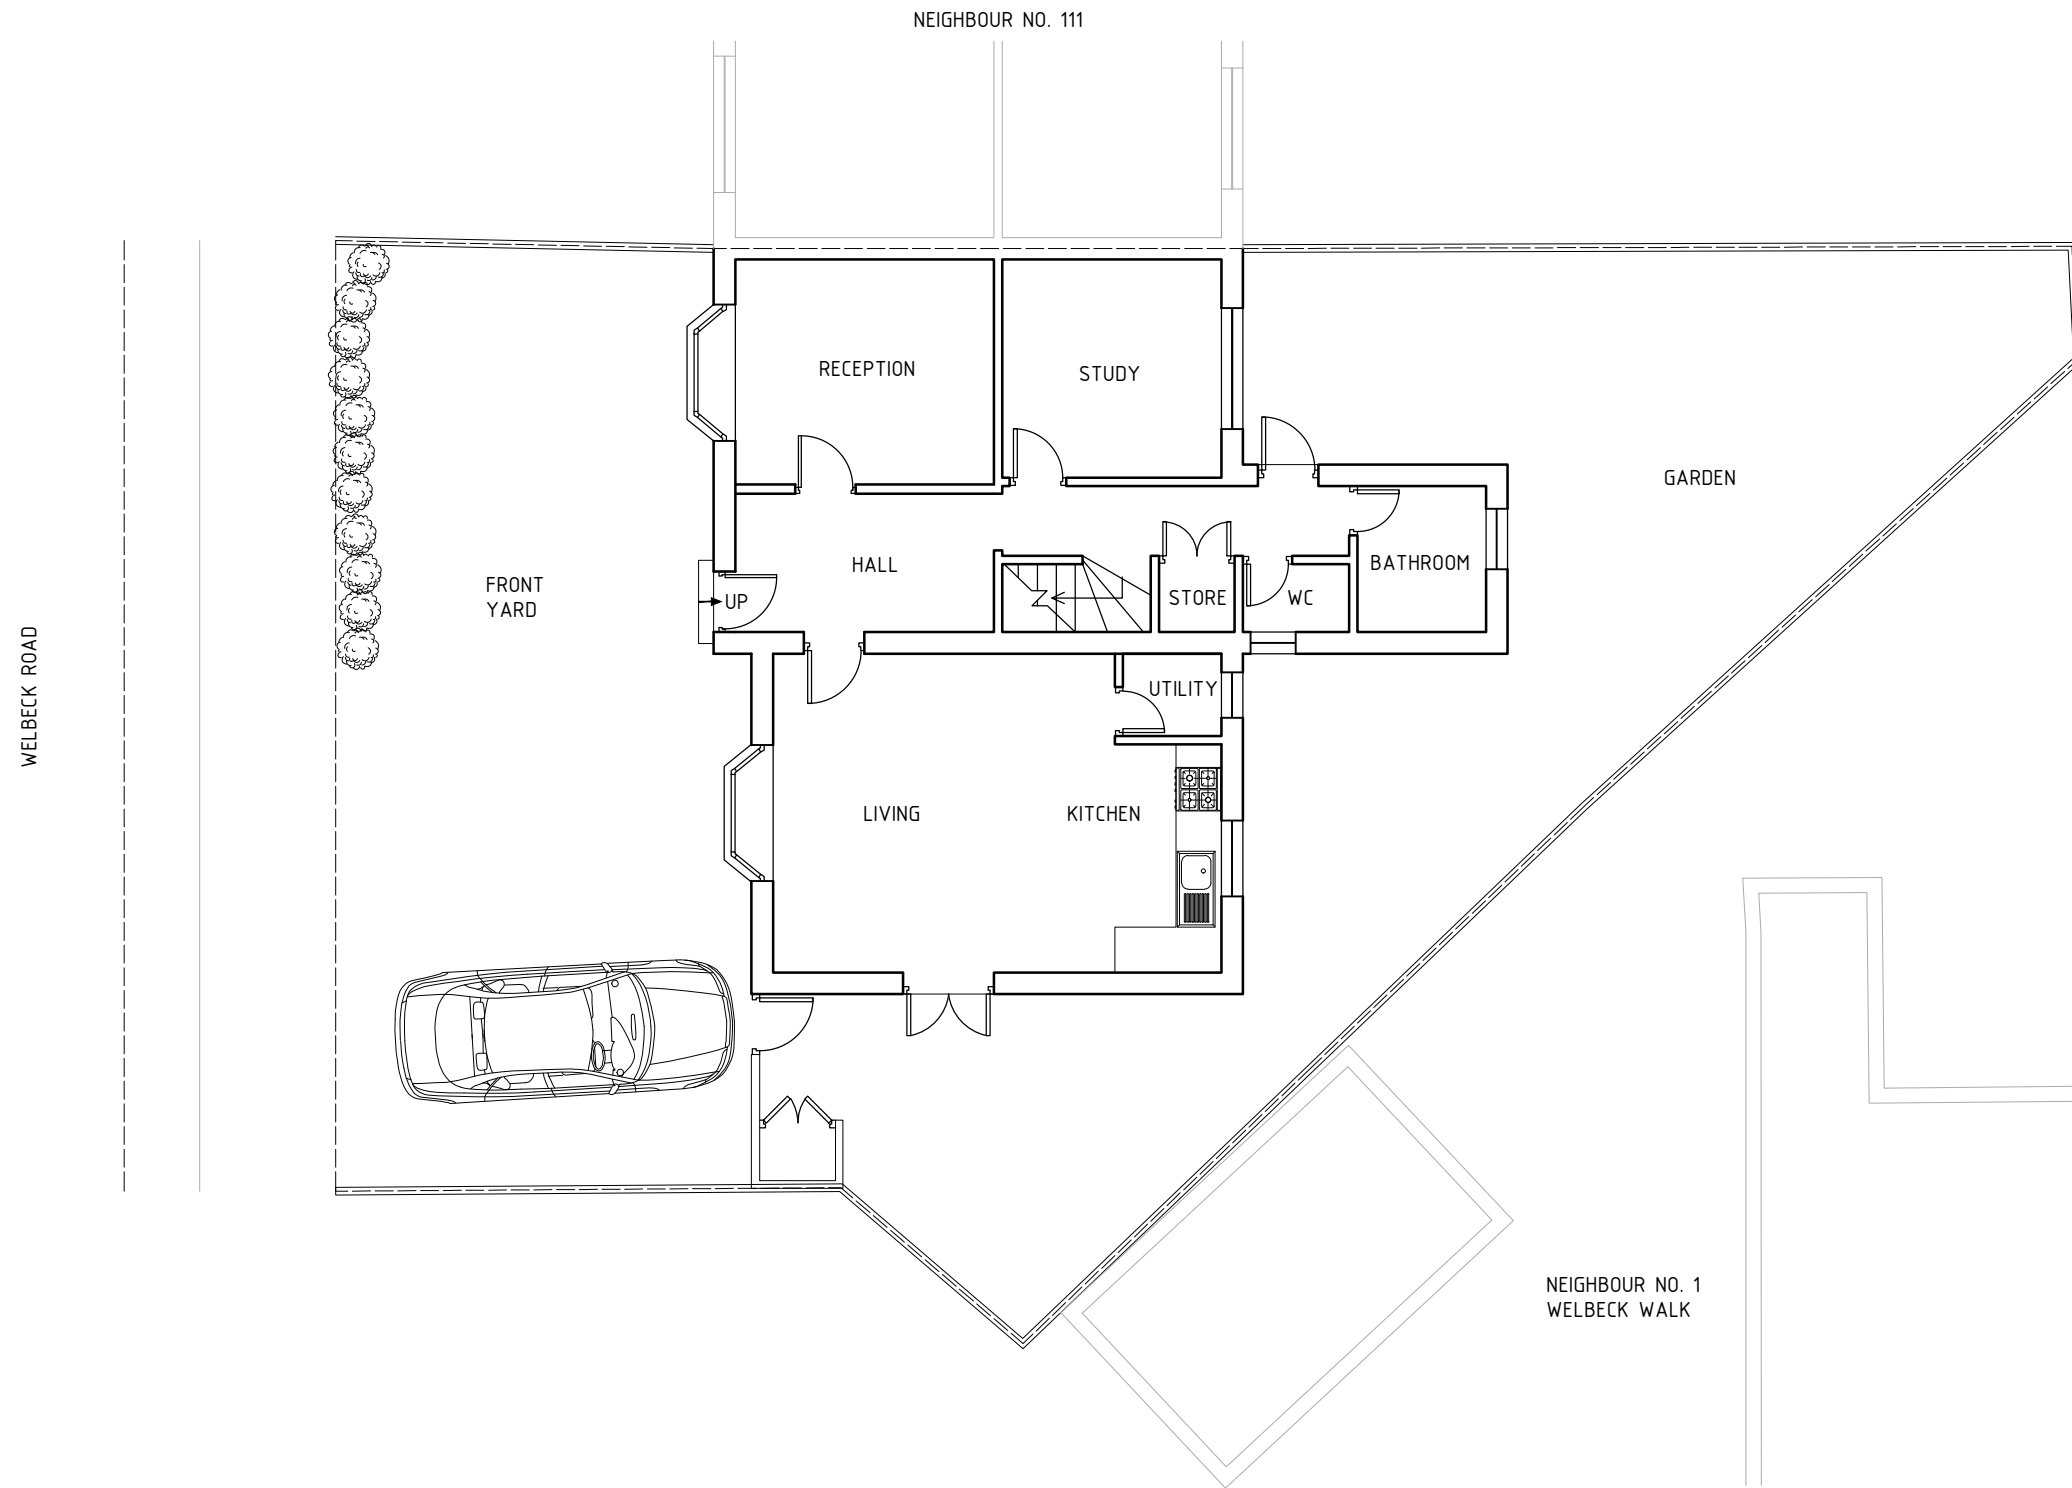 NEIGHBOUR NO. 111
RECEPTION
STUDY
GARDEN
HALL
BATHROOM
FRONT
YARD
UP
STORE
WC
WELBECK ROAD
UTILITY
LIVING
KITCHEN
NEIGHBOUR NO. 1
WELBECK WALK